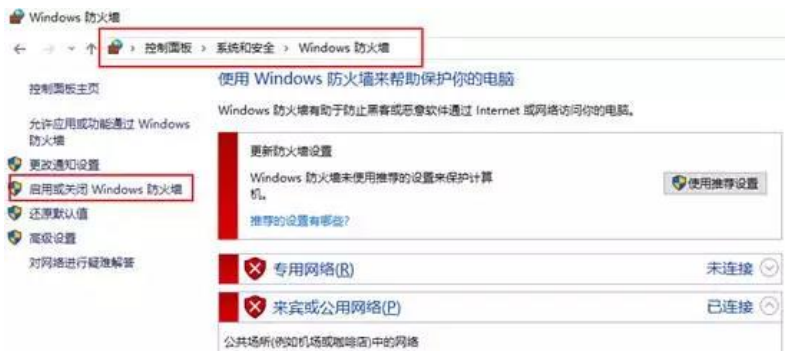 Windows 防火墙
控制面板 › 系统和安全 › Windows 防火墙
控制面板主页
允许应用或功能通过 Windows
防火墙
更改通知设置
启用或关闭 Windows 防火墙
还原默认值
高级设置
对网络进行疑难解答
使用 Windows 防火墙来帮助保护你的电脑
Windows 防火墙有助于防止黑客或恶意软件通过 Internet 或网络访问你的电脑。
更新防火墙设置
Windows 防火墙未使用推荐的设置来保护计算
机。
使用推荐设置
推荐的设置有哪些?
专用网络(R) 未连接
来宾或公用网络(P) 已连接
公共场所(例如机场或咖啡店)中的网络